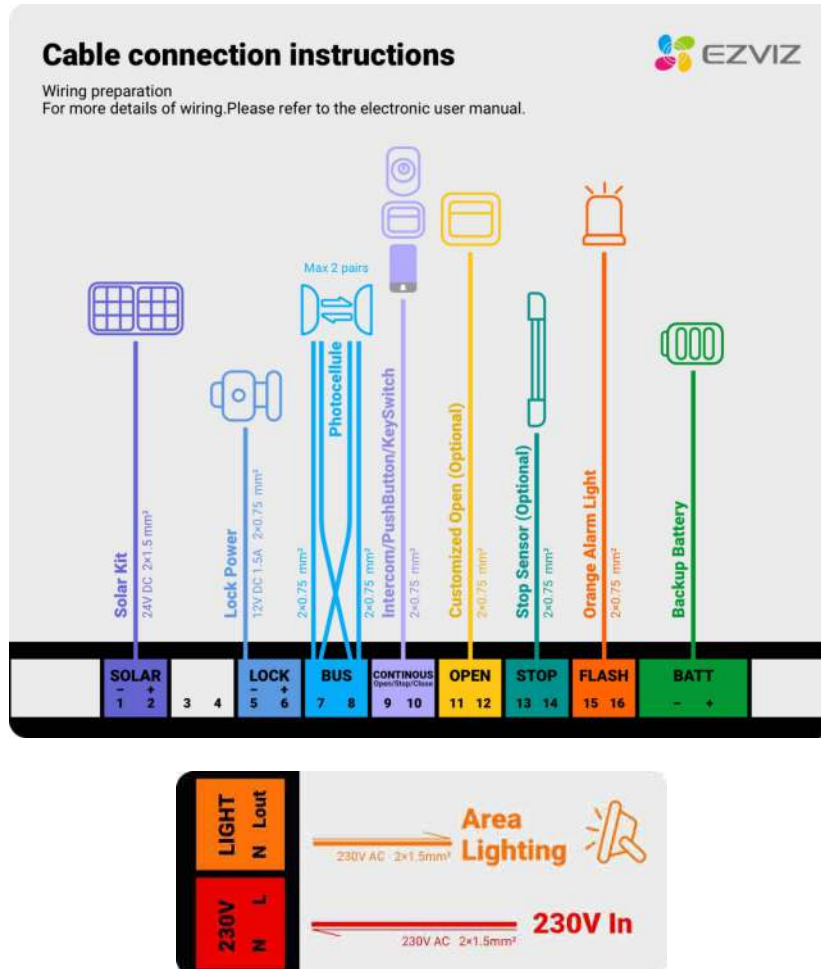 Cable connection instructions
EZVIZ
Wiring preparation
For more details of wiring.Please refer to the electronic user manual.
Max 2 pairs
Solar Kit
24V DC 2×1.5 mm²
Lock Power
12V DC 1.5A 2×0.75 mm²
2×0.75 mm²
Photocellule
2×0.75 mm²
Intercom/PushButton/KeySwitch
2×0.75 mm²
Customized Open (Optional)
2×0.75 mm²
Stop Sensor (Optional)
2×0.75 mm²
Orange Alarm Light
2×0.75 mm²
Backup Battery
SOLAR
- +
1 2
3 4
LOCK
- +
5 6
BUS
7 8
CONTINOUS
Open/Stop/Close
9 10
OPEN
11 12
STOP
13 14
FLASH
15 16
BATT
- +
LIGHT
N Lout
230V AC 2×1.5mm²
Area
Lighting
230V
N L
230V AC 2×1.5mm²
230V In